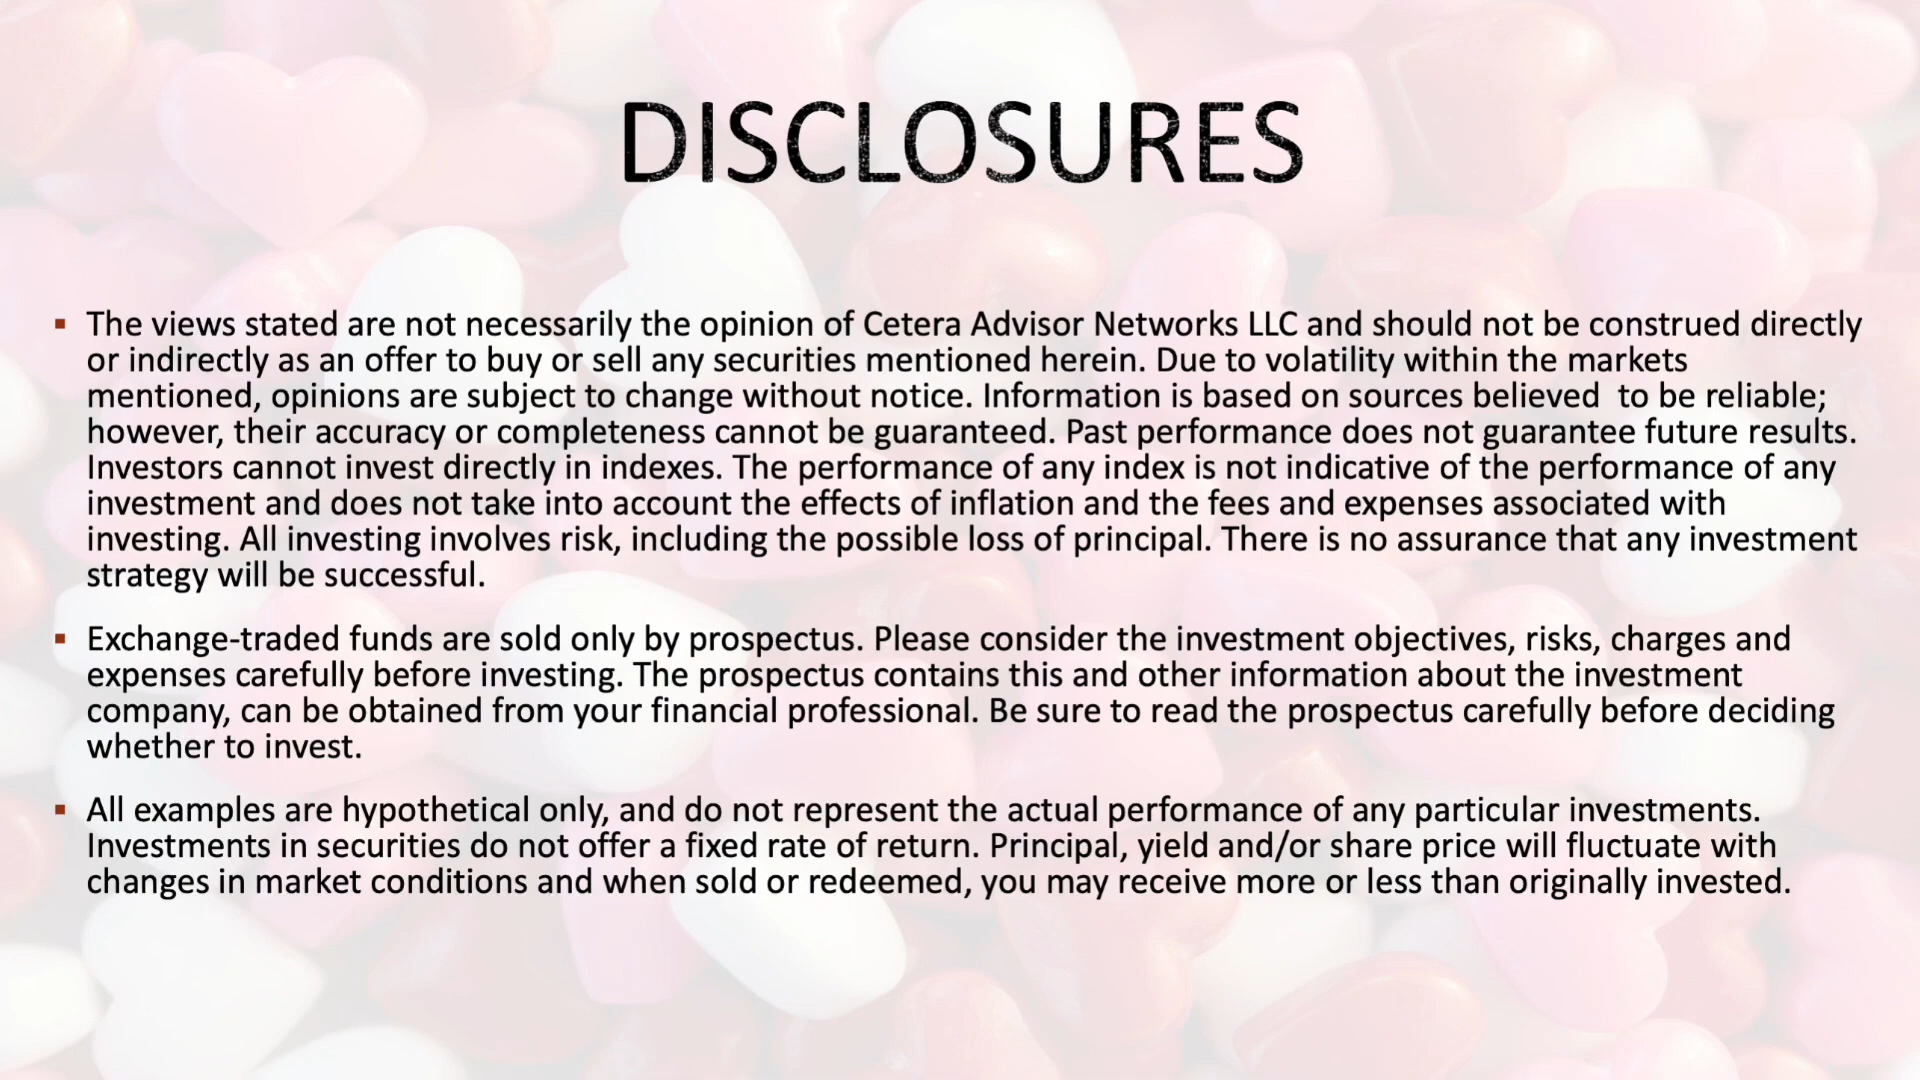 DISCLOSURES
▪ The views stated are not necessarily the opinion of Cetera Advisor Networks LLC and should not be construed directly
or indirectly as an offer to buy or sell any securities mentioned herein. Due to volatility within the markets
mentioned, opinions are subject to change without notice. Information is based on sources believed  to be reliable;
however, their accuracy or completeness cannot be guaranteed. Past performance does not guarantee future results.
Investors cannot invest directly in indexes. The performance of any index is not indicative of the performance of any
investment and does not take into account the effects of inflation and the fees and expenses associated with
investing. All investing involves risk, including the possible loss of principal. There is no assurance that any investment
strategy will be successful.
▪ Exchange-traded funds are sold only by prospectus. Please consider the investment objectives, risks, charges and
expenses carefully before investing. The prospectus contains this and other information about the investment
company, can be obtained from your financial professional. Be sure to read the prospectus carefully before deciding
whether to invest.
▪ All examples are hypothetical only, and do not represent the actual performance of any particular investments.
Investments in securities do not offer a fixed rate of return. Principal, yield and/or share price will fluctuate with
changes in market conditions and when sold or redeemed, you may receive more or less than originally invested.